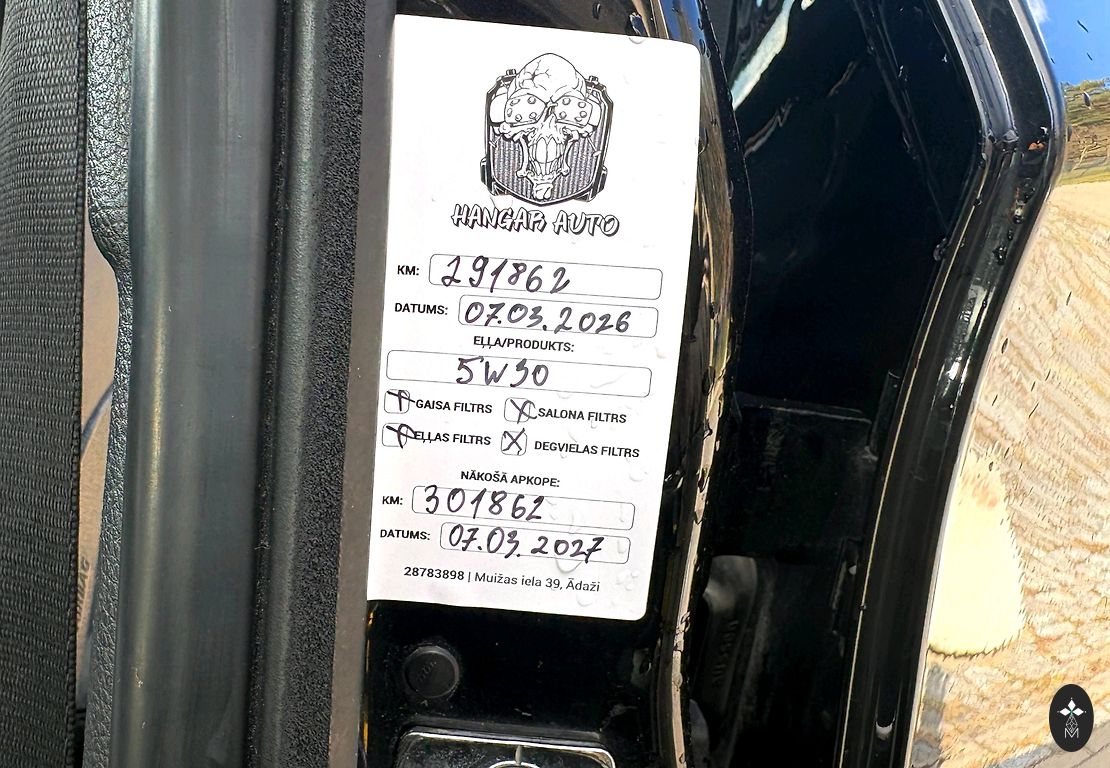 HANGAR AUTO
KM: 291862
DATUMS: 07.03.2026
EĻĻA/PRODUKTS:
5W30
GAISA FILTRS SALONA FILTRS
EĻĻAS FILTRS DEGVIELAS FILTRS
NĀKOŠĀ APKOPE:
KM: 301862
DATUMS: 07.03.2027
28783898 | Muižas iela 39, Ādaži
M